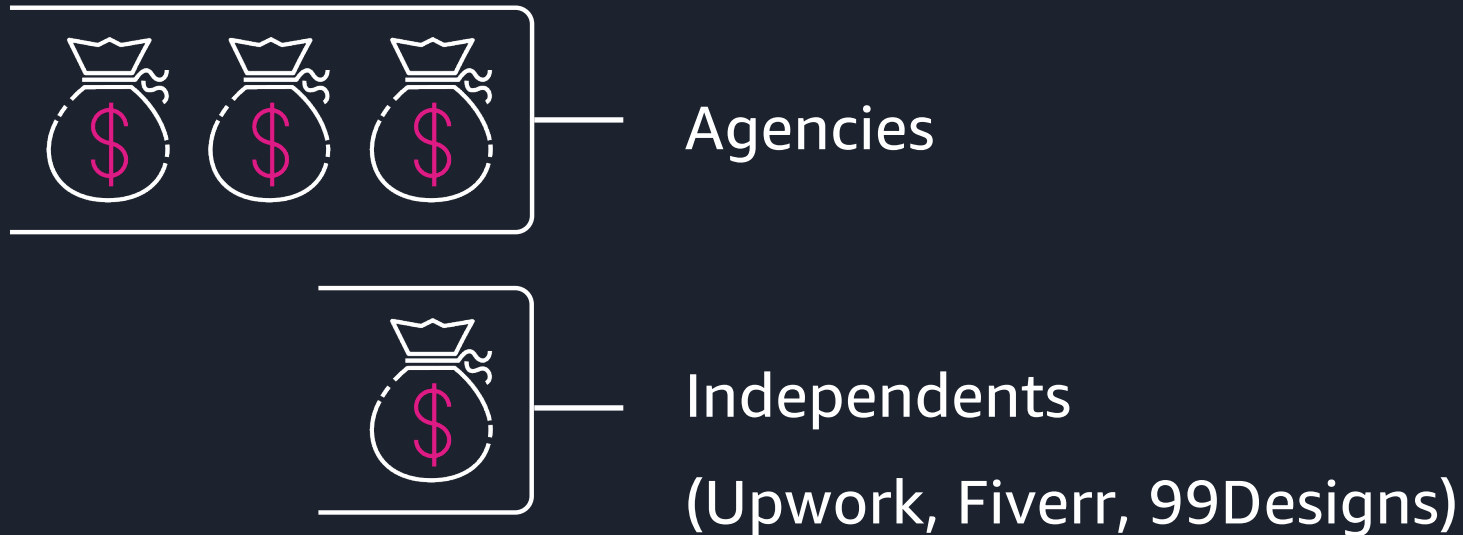 $ $ $
Agencies
$
Independents
(Upwork, Fiverr, 99Designs)